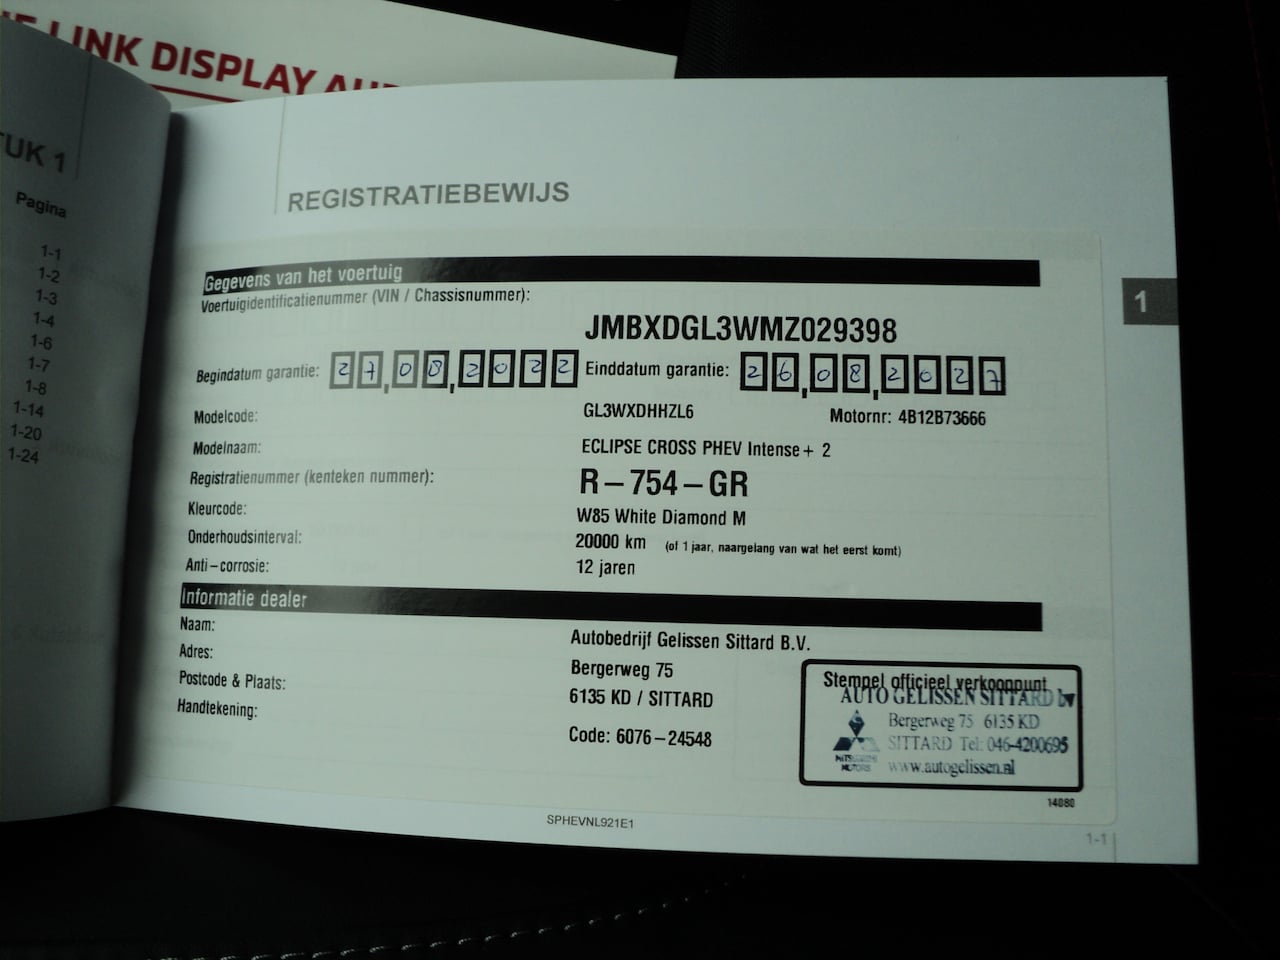 LINK DISPLAY AUD
TUK 1
Pagina
1-1
1-2
1-3
1-4
1-6
1-7
1-8
1-14
1-20
1-24
REGISTRATIEBEWIJS
Gegevens van het voertuig
Voertuigidentificatienummer (VIN / Chassisnummer):
JMBXDGL3WMZ029398
Begindatum garantie: 27,08,2022 Einddatum garantie: 26,08,2027
Modelcode: GL3WXDHHZL6 Motornr: 4B12B73666
Modelnaam: ECLIPSE CROSS PHEV Intense+ 2
Registratienummer (kenteken nummer): R-754-GR
Kleurcode: W85 White Diamond M
Onderhoudsinterval: 20000 km (of 1 jaar, naargelang van wat het eerst komt)
Anti-corrosie: 12 jaren
1
Informatie dealer
Naam: Autobedrijf Gelissen Sittard B.V.
Adres: Bergerweg 75
Postcode & Plaats: 6135 KD / SITTARD
Handtekening:
Code: 6076-24548
Stempel officieel verkooppunt
AUTO GELISSEN SITTARD bv
Bergerweg 75 6135 KD
SITTARD Tel: 046-4200695
www.autogelissen.nl
MITSUBISHI
MOTORS
14080
SPHEVNL921E1
1-1